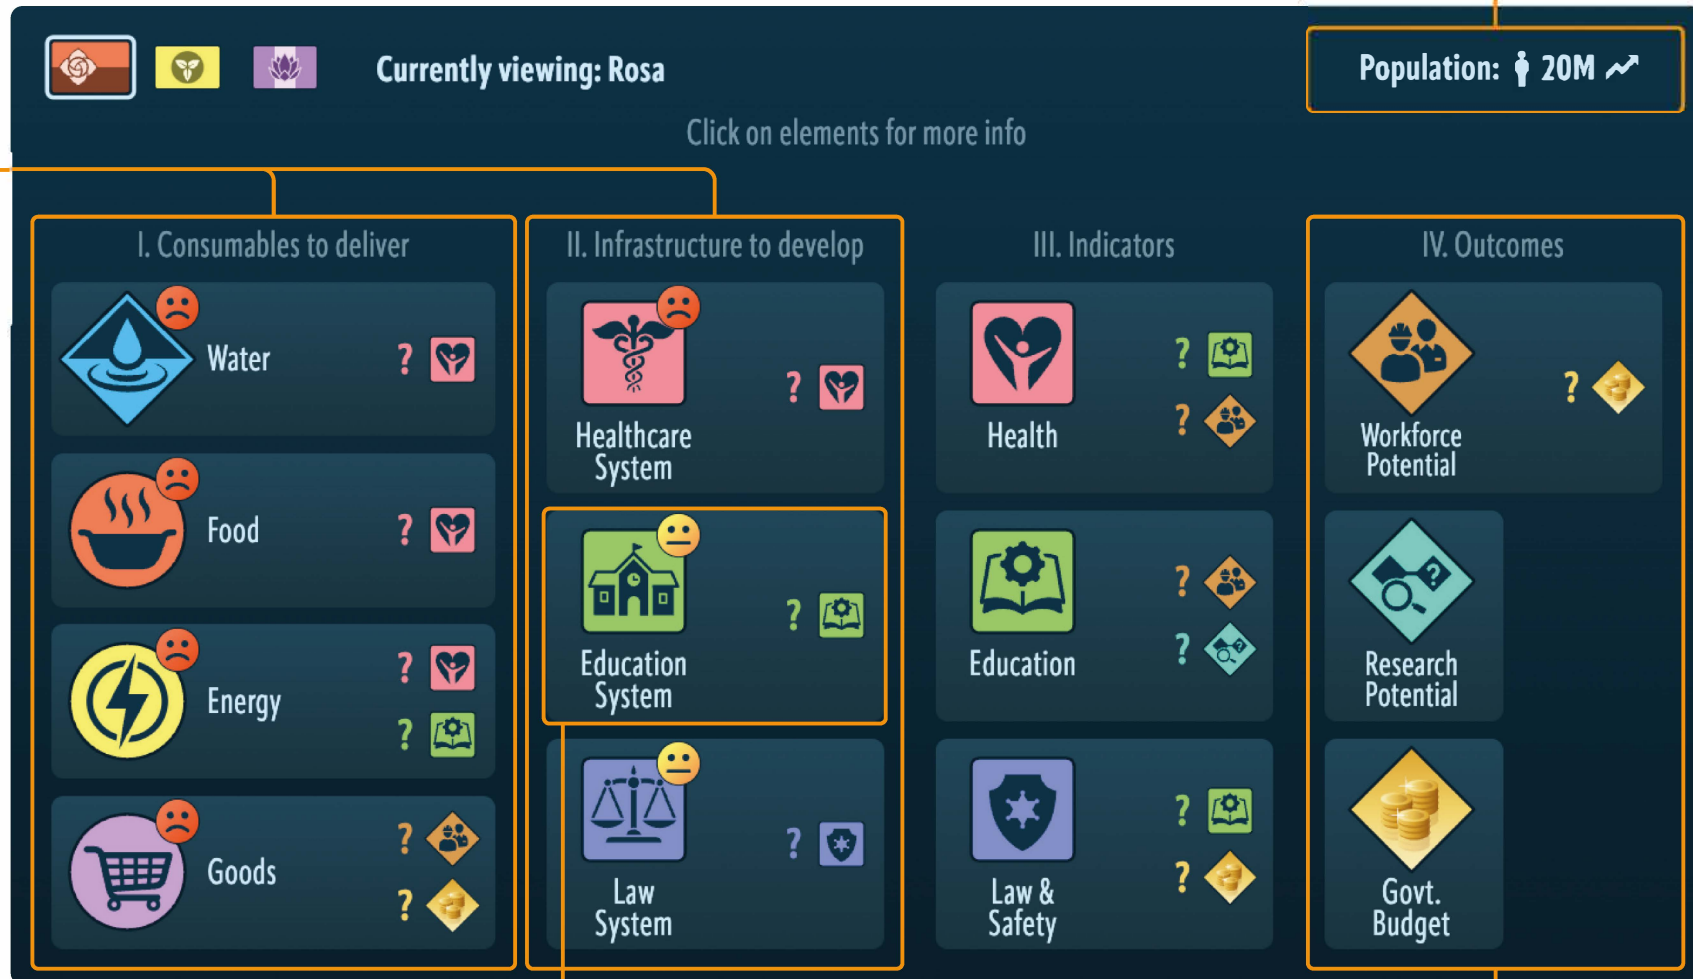 Currently viewing: Rosa
Population: 20M
Click on elements for more info
I. Consumables to deliver
Water
?
Food
?
Energy
?
?
Goods
?
?
II. Infrastructure to develop
Healthcare
System
?
Education
System
?
Law
System
?
III. Indicators
Health
?
?
Education
?
?
Law &
Safety
?
?
IV. Outcomes
Workforce
Potential
?
?
Research
Potential
Govt.
Budget